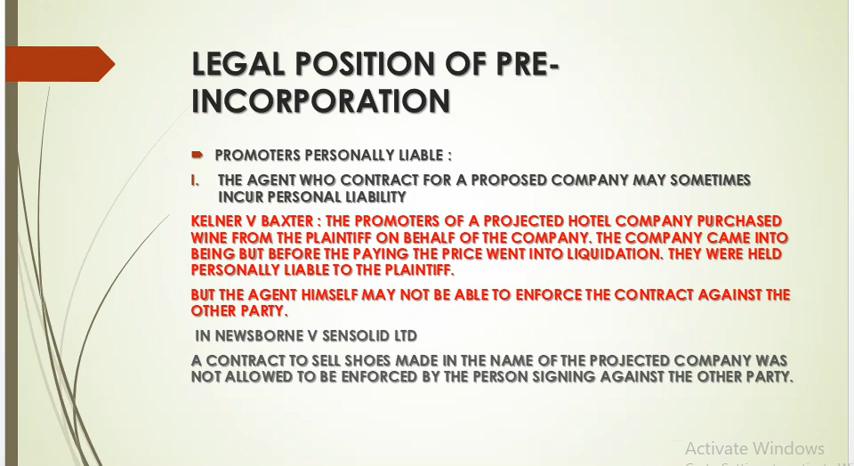 LEGAL POSITION OF PRE-
INCORPORATION
PROMOTERS PERSONALLY LIABLE :
I. THE AGENT WHO CONTRACT FOR A PROPOSED COMPANY MAY SOMETIMES
INCUR PERSONAL LIABILITY
KELNER V BAXTER : THE PROMOTERS OF A PROJECTED HOTEL COMPANY PURCHASED
WINE FROM THE PLAINTIFF ON BEHALF OF THE COMPANY. THE COMPANY CAME INTO
BEING BUT BEFORE THE PAYING THE PRICE WENT INTO LIQUIDATION. THEY WERE HELD
PERSONALLY LIABLE TO THE PLAINTIFF.
BUT THE AGENT HIMSELF MAY NOT BE ABLE TO ENFORCE THE CONTRACT AGAINST THE
OTHER PARTY.
IN NEWSBORNE V SENSOLID LTD
A CONTRACT TO SELL SHOES MADE IN THE NAME OF THE PROJECTED COMPANY WAS
NOT ALLOWED TO BE ENFORCED BY THE PERSON SIGNING AGAINST THE OTHER PARTY.
Activate Windows